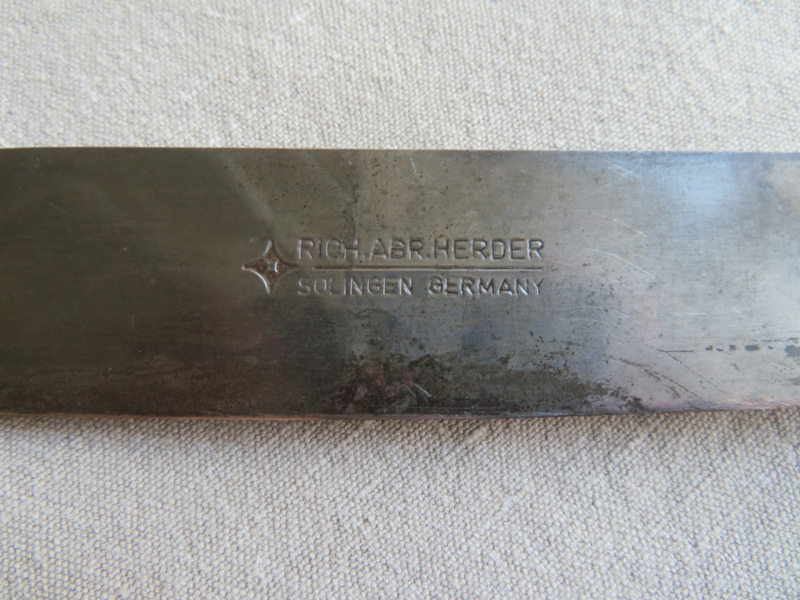 RICH. ABR. HERDER
SOLINGEN GERMANY